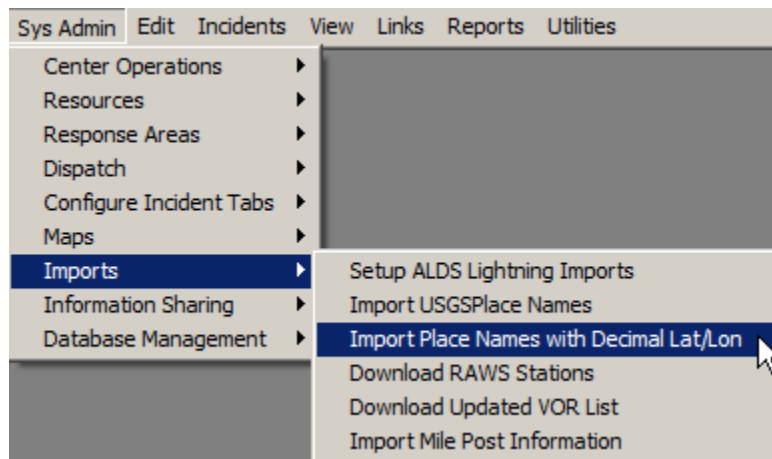 Sys Admin Edit Incidents View Links Reports Utilities
Center Operations
Resources
Response Areas
Dispatch
Configure Incident Tabs
Maps
Imports
Information Sharing
Database Management
Setup ALDS Lightning Imports
Import USGSPlace Names
Import Place Names with Decimal Lat/Lon
Download RAWS Stations
Download Updated VOR List
Import Mile Post Information